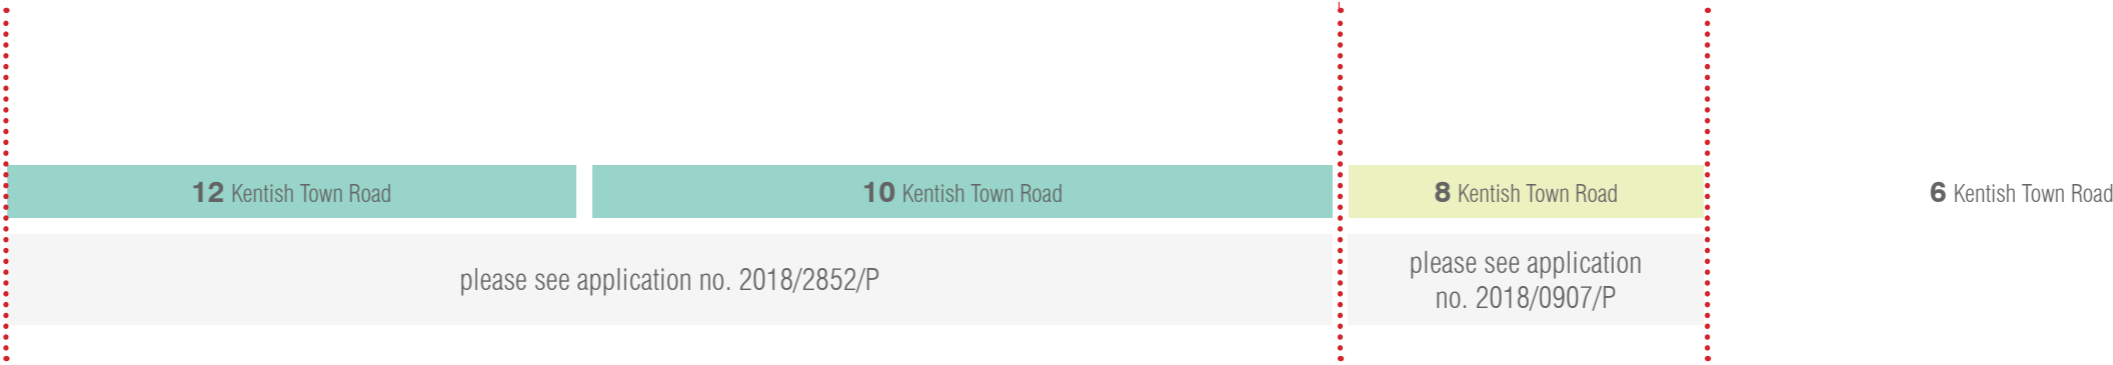 12 Kentish Town Road
10 Kentish Town Road
8 Kentish Town Road
6 Kentish Town Road
please see application no. 2018/2852/P
please see application
no. 2018/0907/P